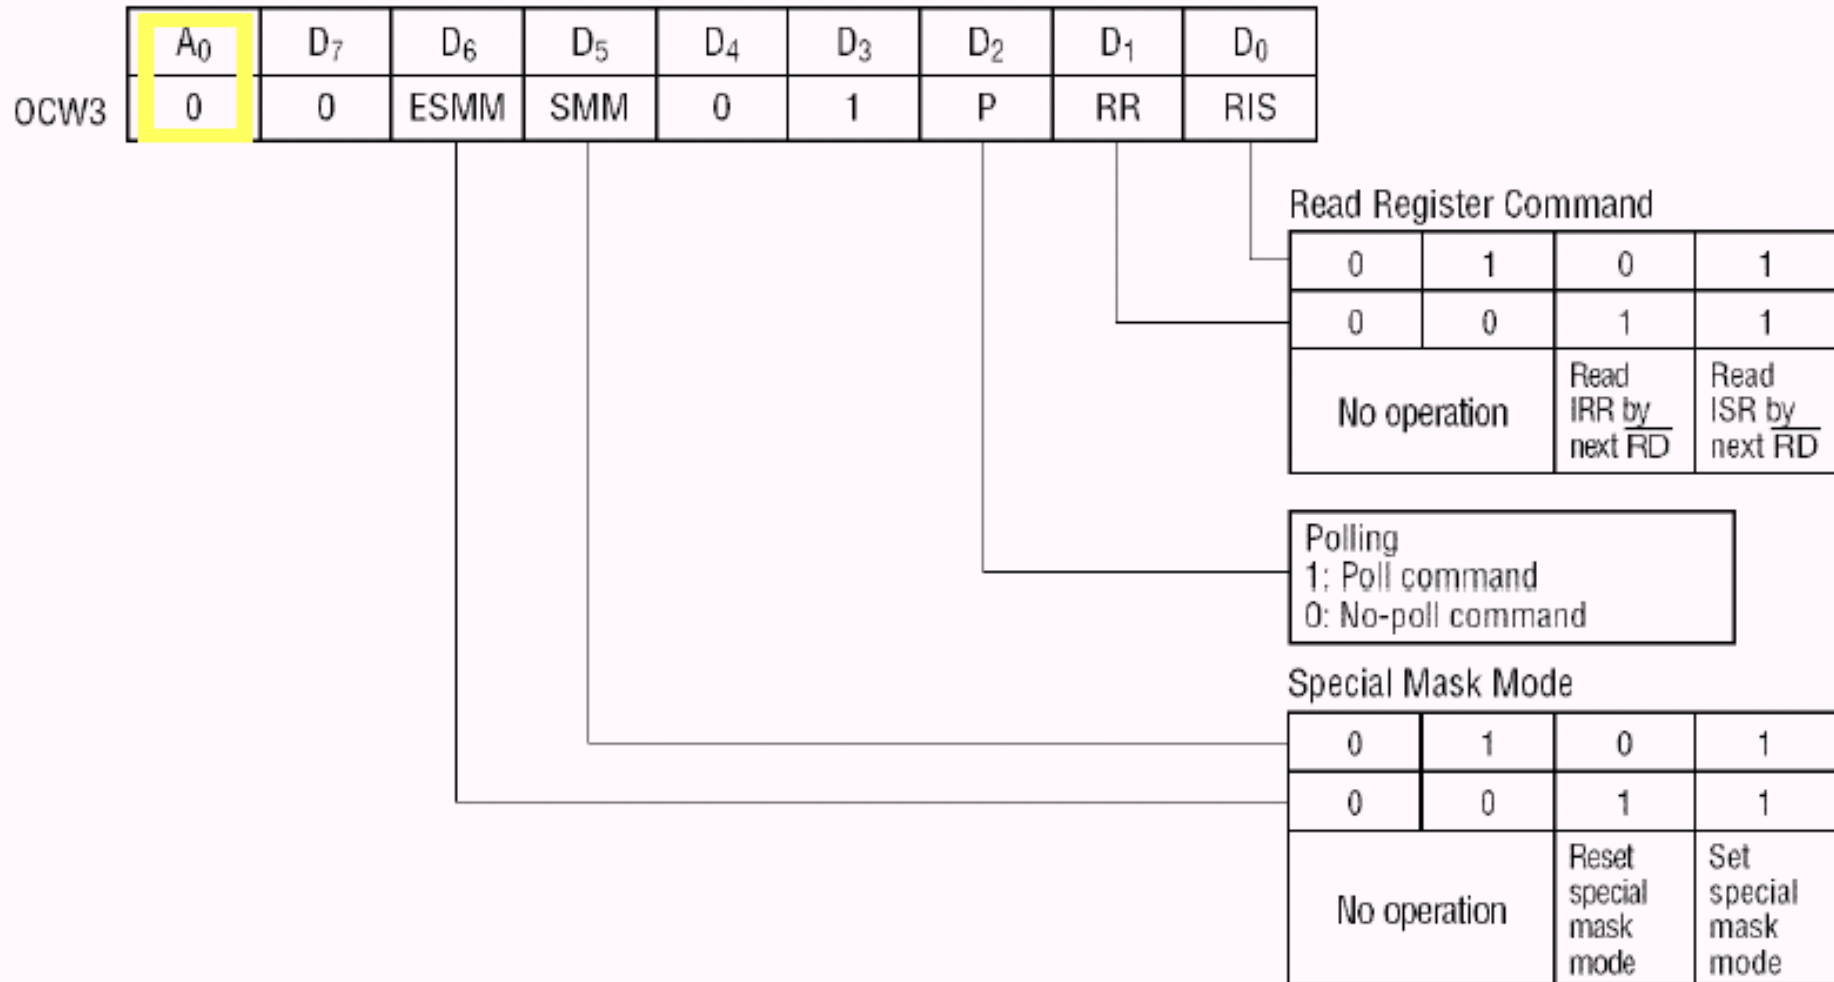 A₀ D₇ D₆ D₅ D₄ D₃ D₂ D₁ D₀
OCW3 0 0 ESMM SMM 0 1 P RR RIS
Read Register Command
0 1 0 1
0 0 1 1
No operation
Read
IRR by
next R̅D̅
Read
ISR by
next R̅D̅
Polling
1: Poll command
0: No-poll command
Special Mask Mode
0 1 0 1
0 0 1 1
No operation
Reset
special
mask
mode
Set
special
mask
mode